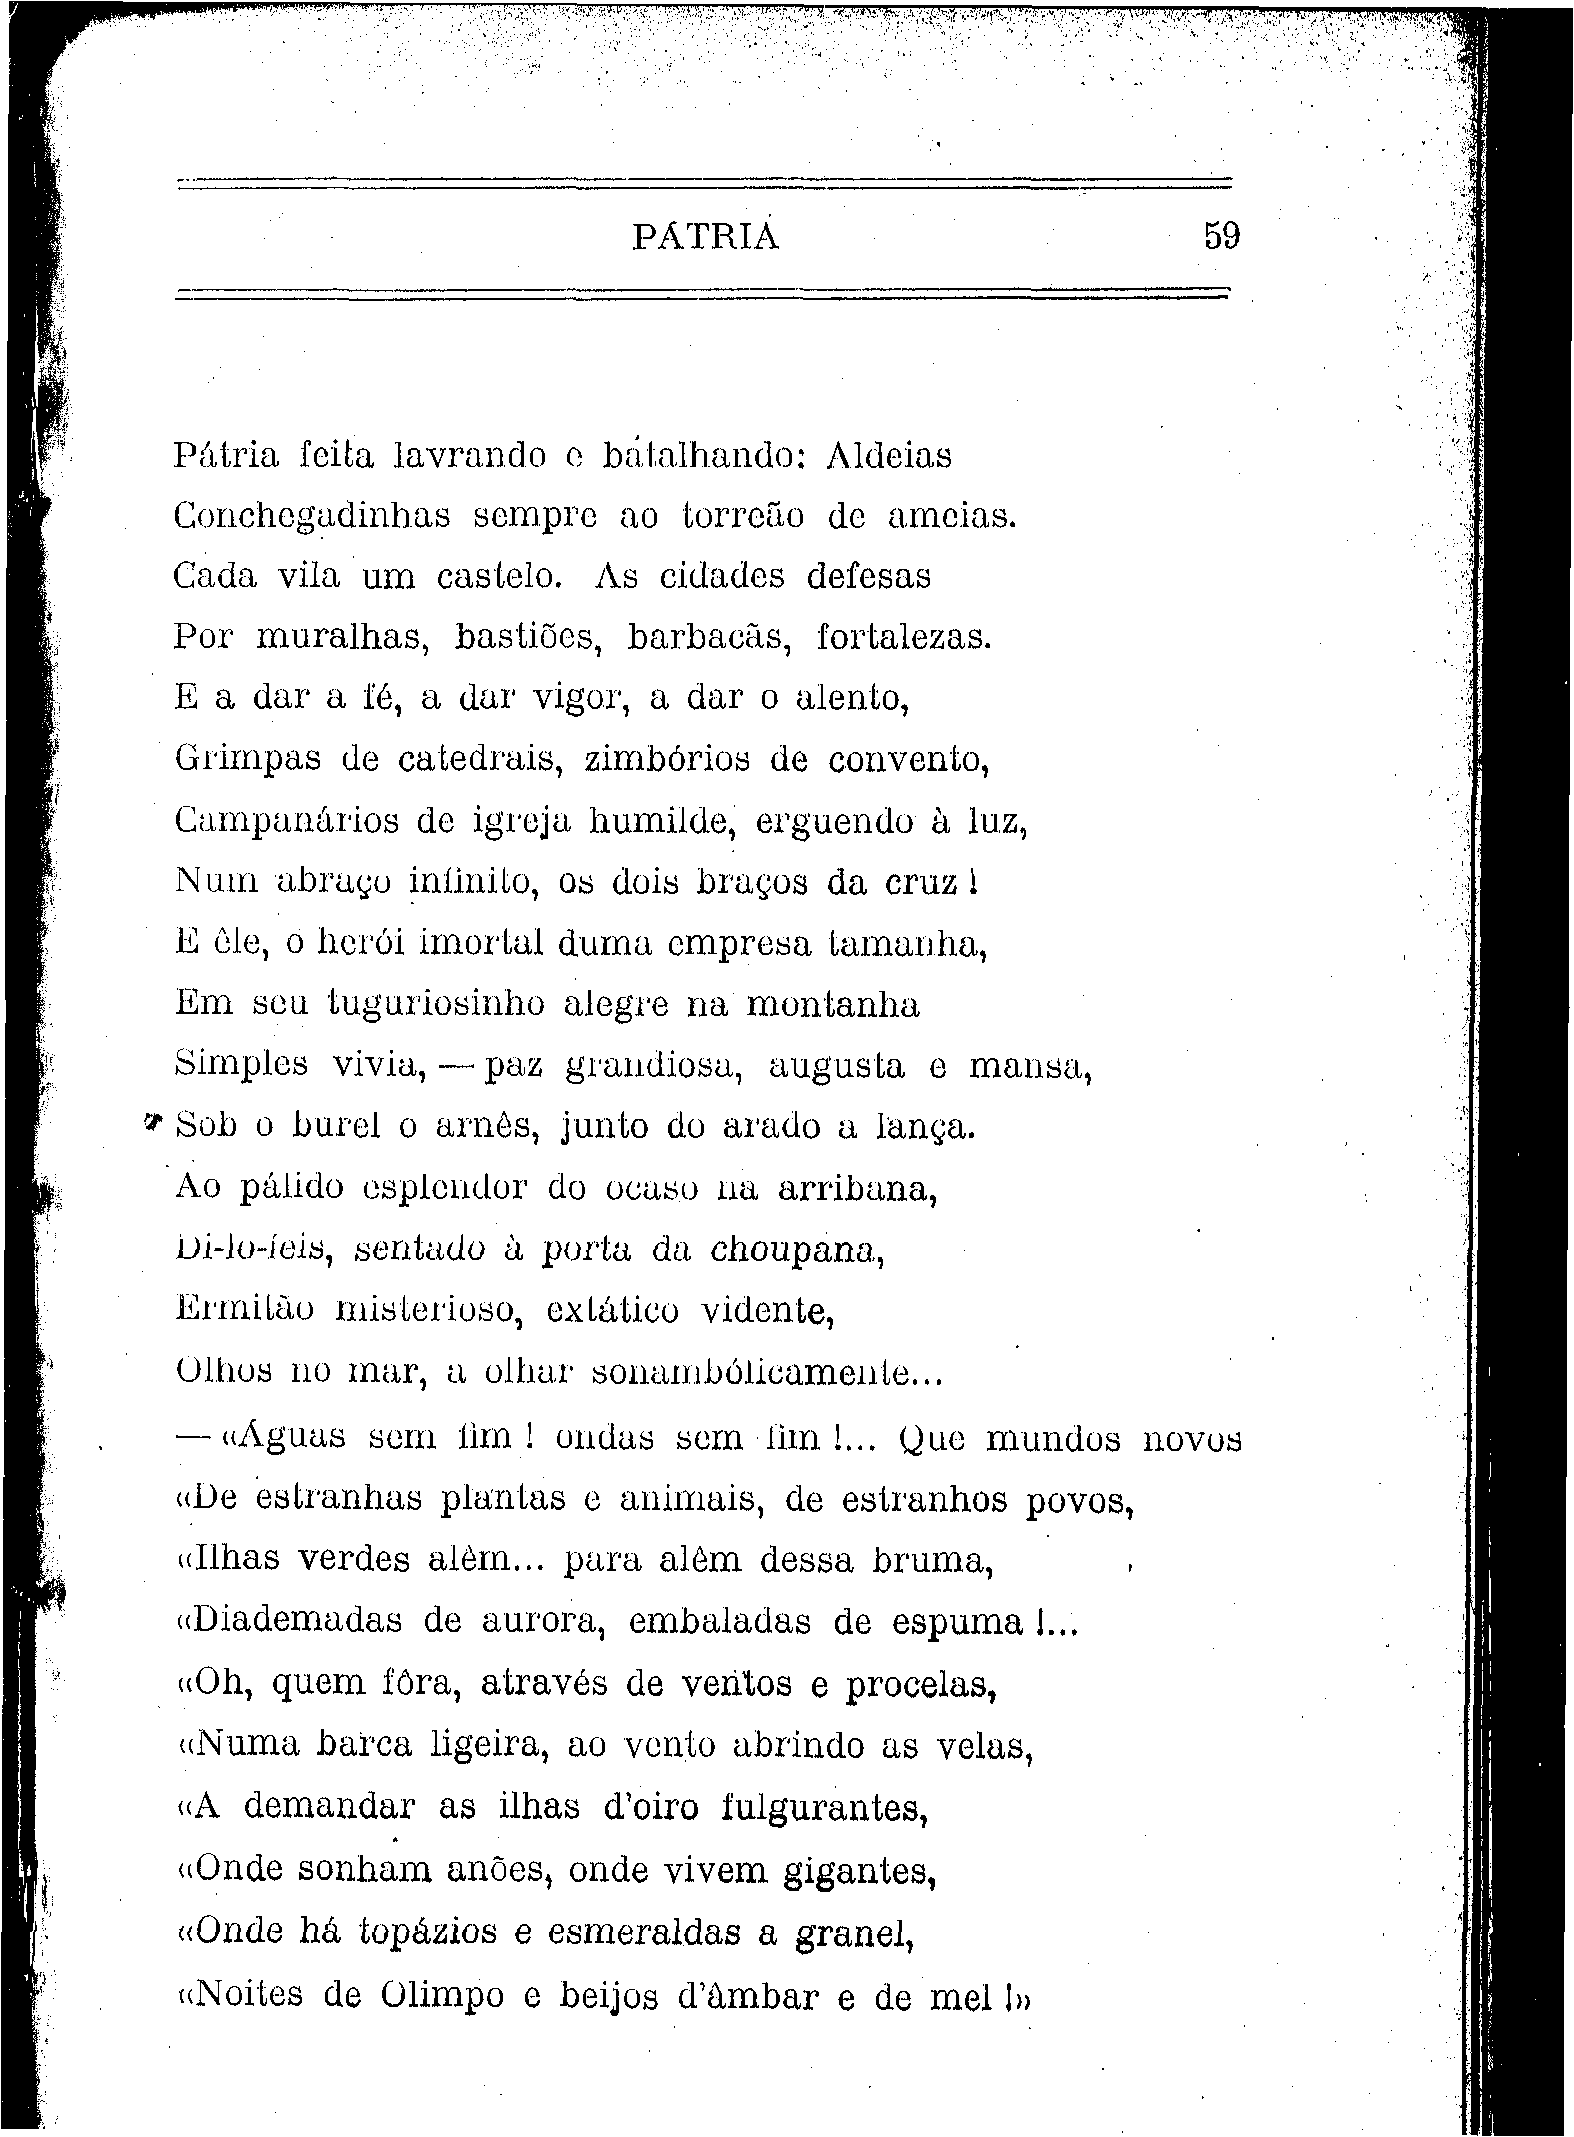 PÁTRIA 59
Pátria feita lavrando e batalhando: Aldeias
Conchegadinhas sempre ao torreão de ameias.
Cada vila um castelo. As cidades defesas
Por muralhas, bastiões, barbacãs, fortalezas.
E a dar a fé, a dar vigor, a dar o alento,
Grimpas de catedrais, zimbórios de convento,
Campanários de igreja humilde, erguendo à luz,
Num abraço infinito, os dois braços da cruz!
E êle, o herói imortal duma empresa tamanha,
Em seu tuguriosinho alegre na montanha
Simples vivia, — paz grandiosa, augusta e mansa,
Sob o burel o arnês, junto do arado a lança.
Ao pálido esplendor do ocaso na arribana,
Di-lo-íeis, sentado à porta da choupana,
Ermitão misterioso, extático vidente,
Olhos no mar, a olhar sonambólicamente...
— «Águas sem fim! ondas sem fim!... Que mundos novos
«De estranhas plantas e animais, de estranhos povos,
«Ilhas verdes além... para além dessa bruma,
«Diademadas de aurora, embaladas de espuma!...
«Oh, quem fôra, através de ventos e procelas,
«Numa barca ligeira, ao vento abrindo as velas,
«A demandar as ilhas d'oiro fulgurantes,
«Onde sonham anões, onde vivem gigantes,
«Onde há topázios e esmeraldas a granel,
«Noites de Olimpo e beijos d'âmbar e de mel!»